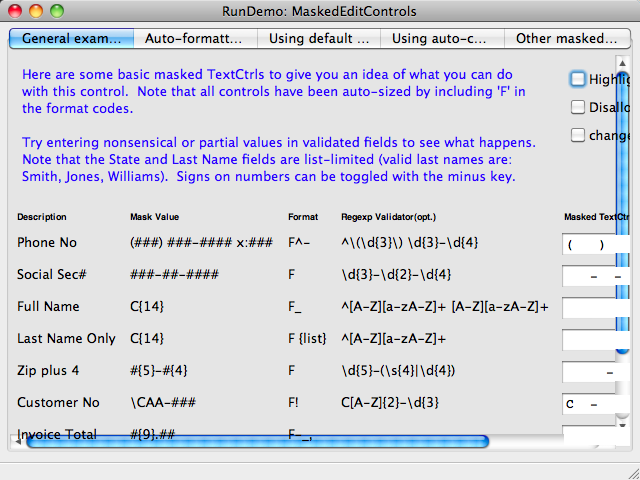 RunDemo: MaskedEditControls
General exam... Auto-formatt... Using default ... Using auto-c... Other masked...
Here are some basic masked TextCtrls to give you an idea of what you can do
with this control.  Note that all controls have been auto-sized by including 'F' in
the format codes.
Try entering nonsensical or partial values in validated fields to see what happens.
Note that the State and Last Name fields are list-limited (valid last names are:
Smith, Jones, Williams).  Signs on numbers can be toggled with the minus key.
Highlig
Disallo
change
Description Mask Value Format Regexp Validator(opt.) Masked TextCtr
Phone No (###) ###-#### x:### F^- ^\(\d{3}\) \d{3}-\d{4} (   )
Social Sec# ###-##-#### F \d{3}-\d{2}-\d{4} - -
Full Name C{14} F_ ^[A-Z][a-zA-Z]+ [A-Z][a-zA-Z]+
Last Name Only C{14} F {list} ^[A-Z][a-zA-Z]+
Zip plus 4 #{5}-#{4} F \d{5}-(\s{4}|\d{4}) -
Customer No \CAA-### F! C[A-Z]{2}-\d{3} C  -
Invoice Total #{9}.## F-_,